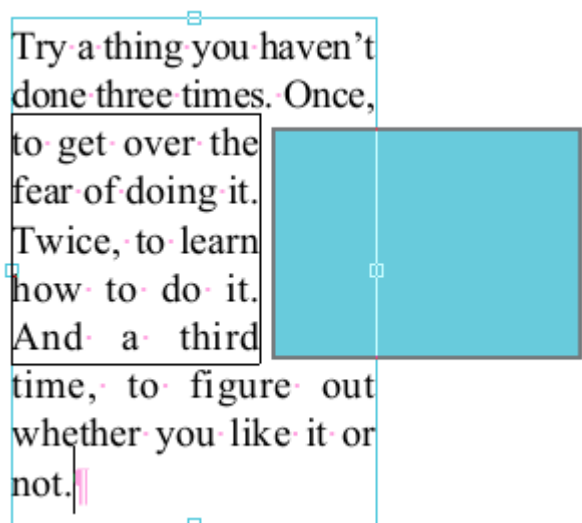 Try a thing you haven’t
done three times. Once,
to get over the
fear of doing it.
Twice, to learn
how to do it.
And a third
time, to figure out
whether you like it or
not.¶